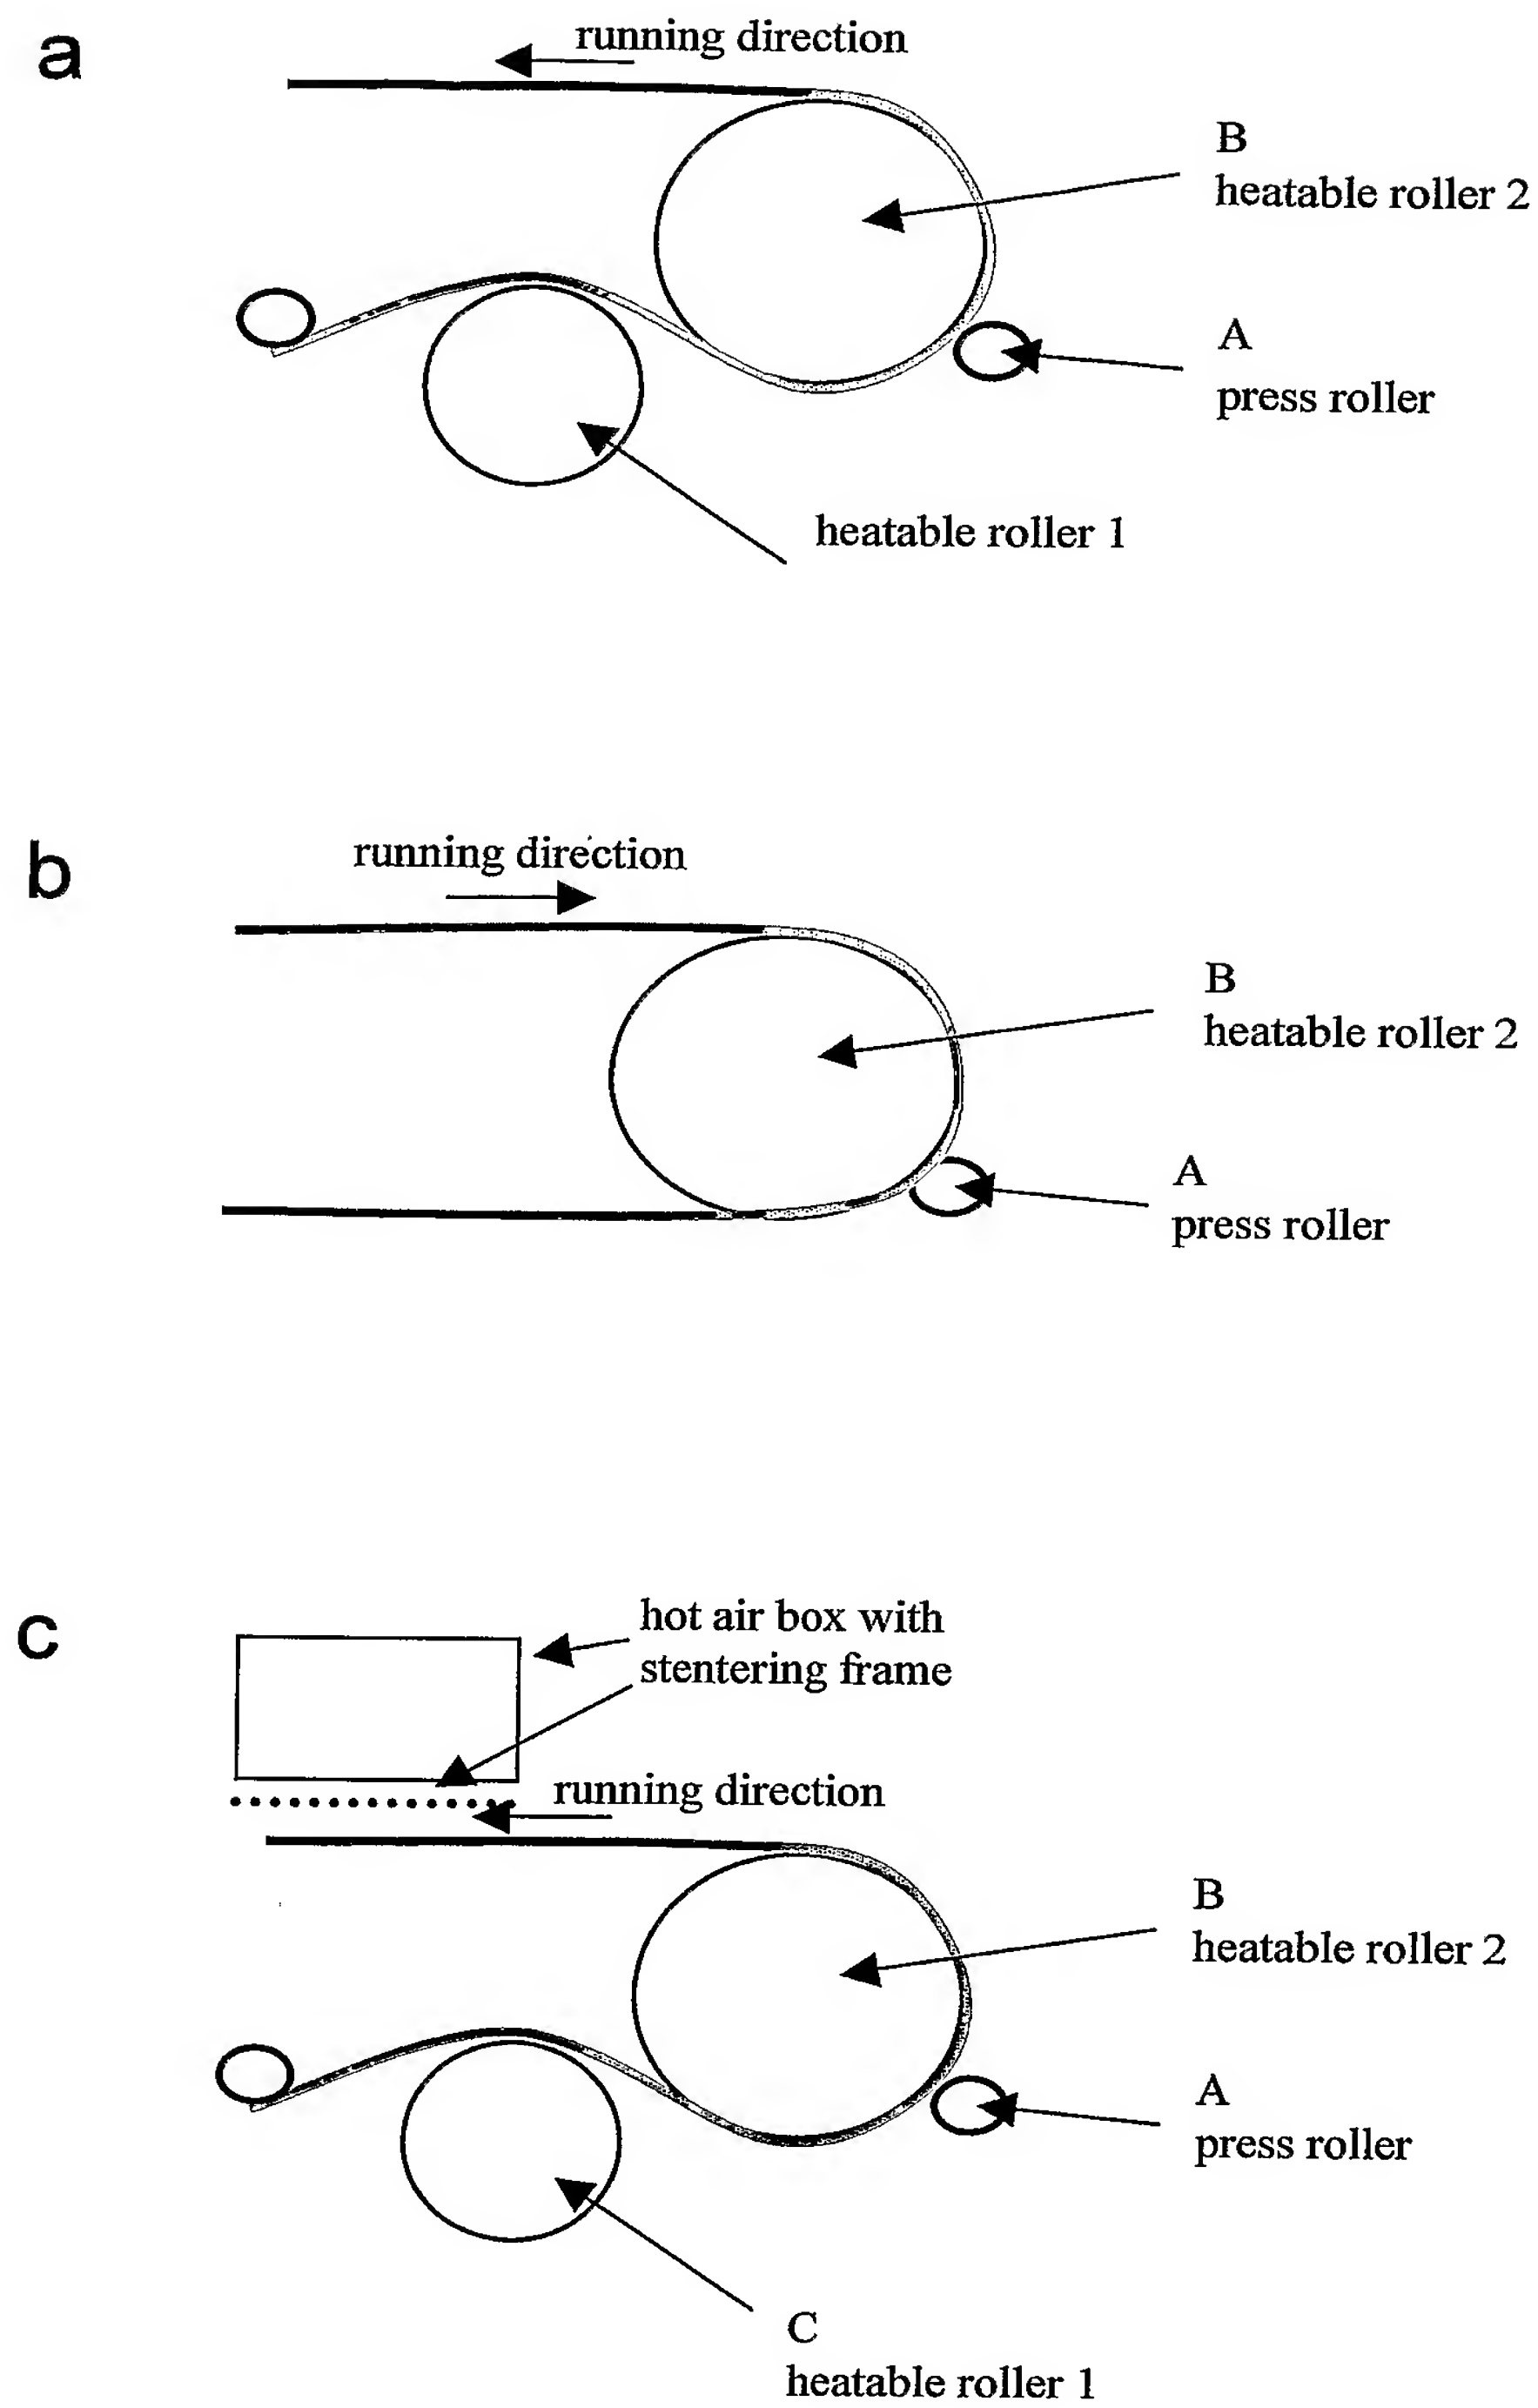 a
running direction
B
heatable roller 2
A
press roller
heatable roller 1
b
running direction
B
heatable roller 2
A
press roller
c
hot air box with
stentering frame
running direction
B
heatable roller 2
A
press roller
C
heatable roller 1